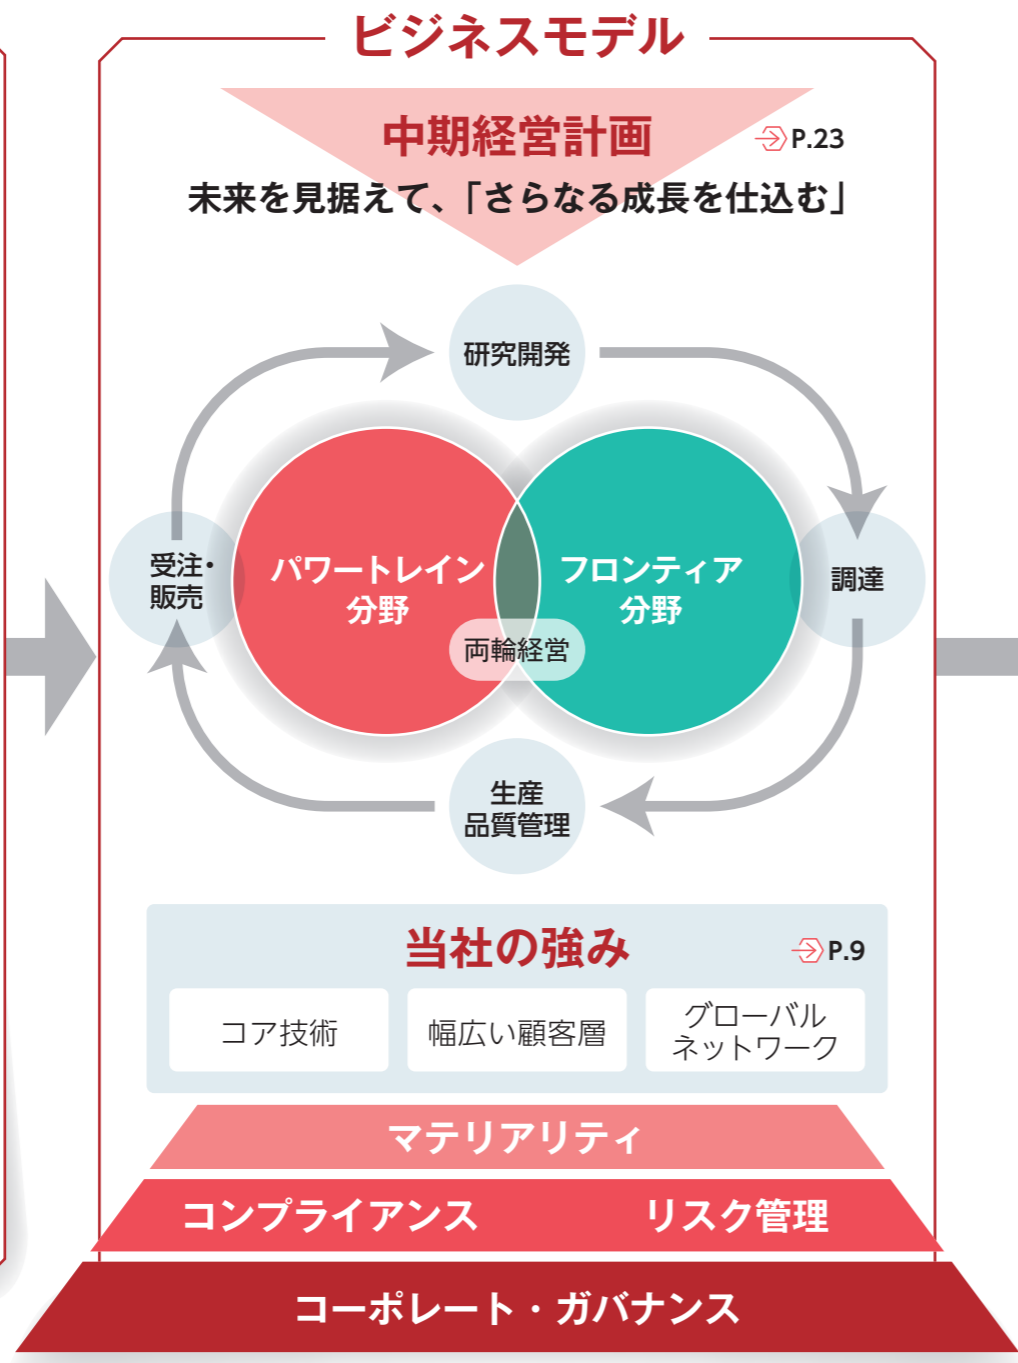 ビジネスモデル
中期経営計画
P.23
未来を見据えて、「さらなる成長を仕込む」
研究開発
受注・
販売
パワートレイン
分野
フロンティア
分野
調達
両輪経営
生産
品質管理
当社の強み
P.9
コア技術
幅広い顧客層
グローバル
ネットワーク
マテリアリティ
コンプライアンス
リスク管理
コーポレート・ガバナンス